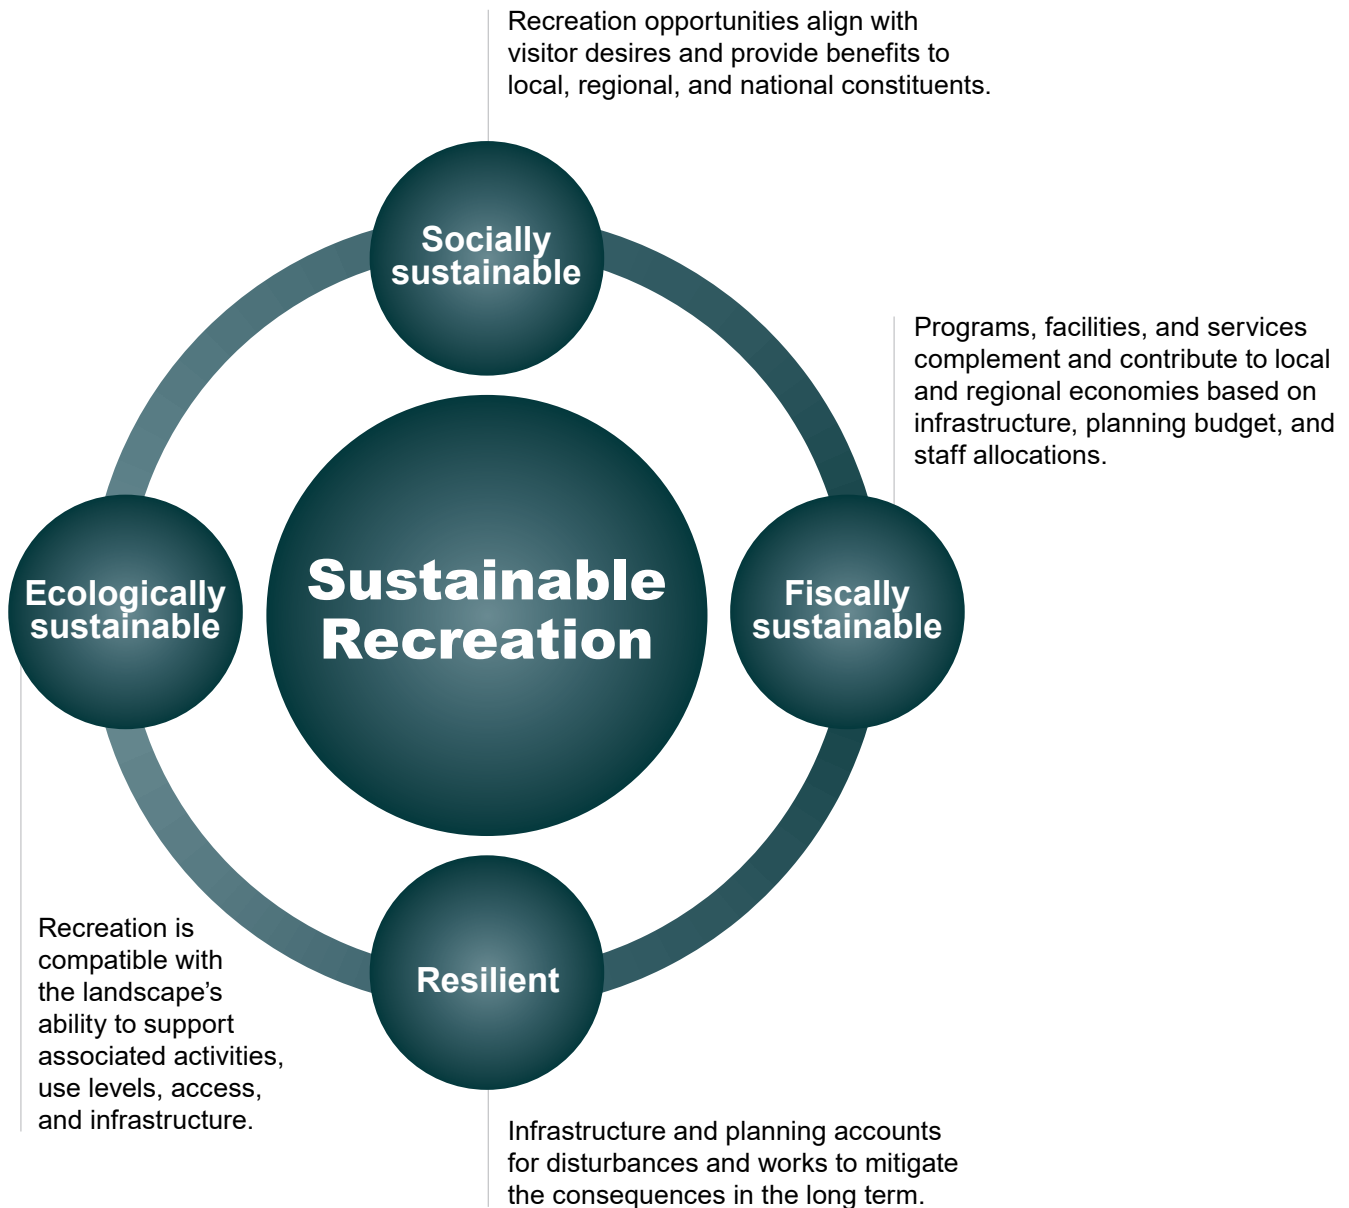 Recreation opportunities align with
visitor desires and provide benefits to
local, regional, and national constituents.
Socially
sustainable
Programs, facilities, and services
complement and contribute to local
and regional economies based on
infrastructure, planning budget, and
staff allocations.
Ecologically
sustainable
Sustainable
Recreation
Fiscally
sustainable
Recreation is
compatible with
the landscape’s
ability to support
associated activities,
use levels, access,
and infrastructure.
Resilient
Infrastructure and planning accounts
for disturbances and works to mitigate
the consequences in the long term.